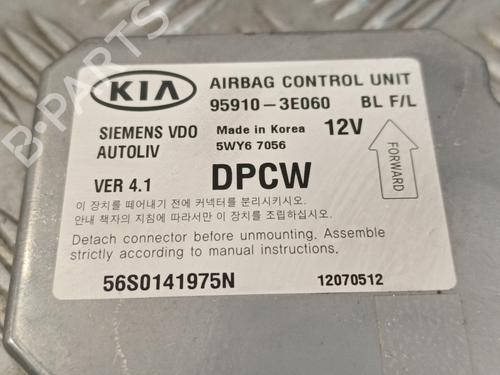 KIA
AIRBAG CONTROL UNIT
95910-3E060 BL F/L
SIEMENS VDO
AUTOLIV
Made in Korea
5WY6 7056
12V
FORWARD
VER 4.1
DPCW
이 장치를 떼어내기 전에 커넥터를 분리시키시오.
안내 책자의 지침에 따라서만 이 장치를 조립하십시오.
Detach connector before unmounting. Assemble
strictly according to manual instructions.
56S0141975N
12070512
B-PARTS